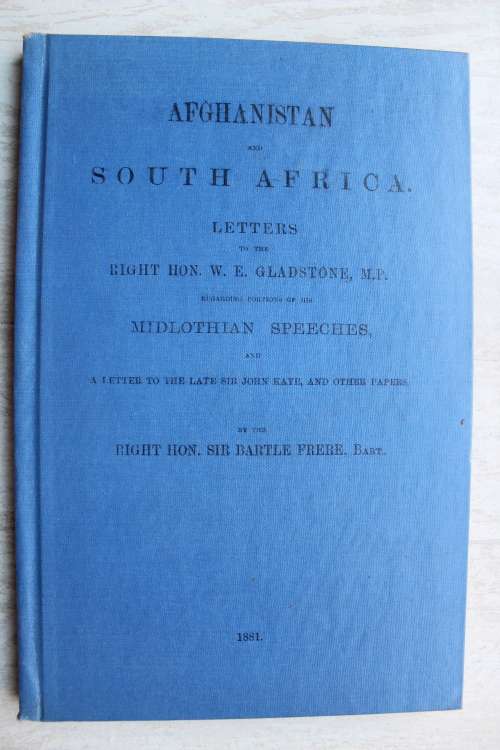 AFGHANISTAN
AND
SOUTH AFRICA.
LETTERS
TO THE
RIGHT HON. W. E. GLADSTONE, M.P.
REGARDING PORTIONS OF HIS
MIDLOTHIAN SPEECHES,
AND
A LETTER TO THE LATE SIR JOHN KAYE, AND OTHER PAPERS,
BY THE
RIGHT HON. SIR BARTLE FRERE, BART.
1881.